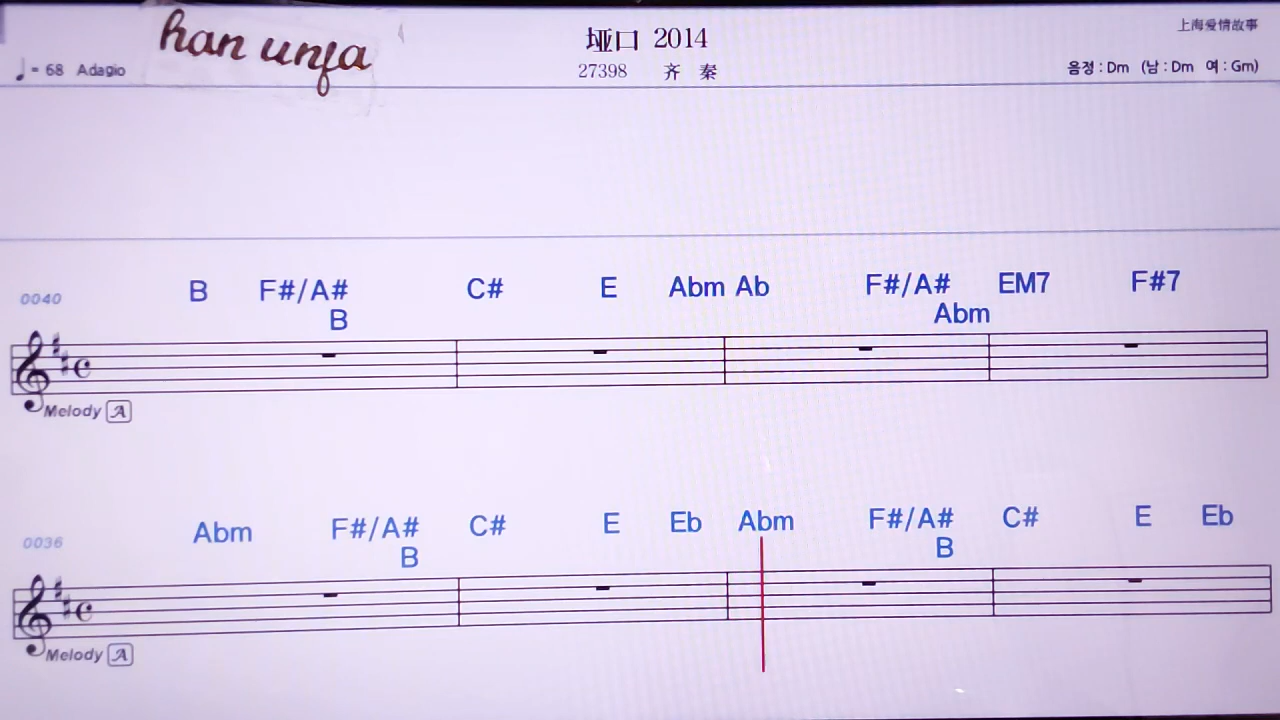 han unfa
垭口 2014
上海爱情故事
♩= 68 Adagio
27398 齐 秦
음정 : Dm (남 : Dm 여 : Gm)
0040
B F#/A# C# E Abm Ab F#/A# EM7 F#7
B Abm
Melody A
0036
Abm F#/A# C# E Eb Abm F#/A# C# E Eb
B B
Melody A